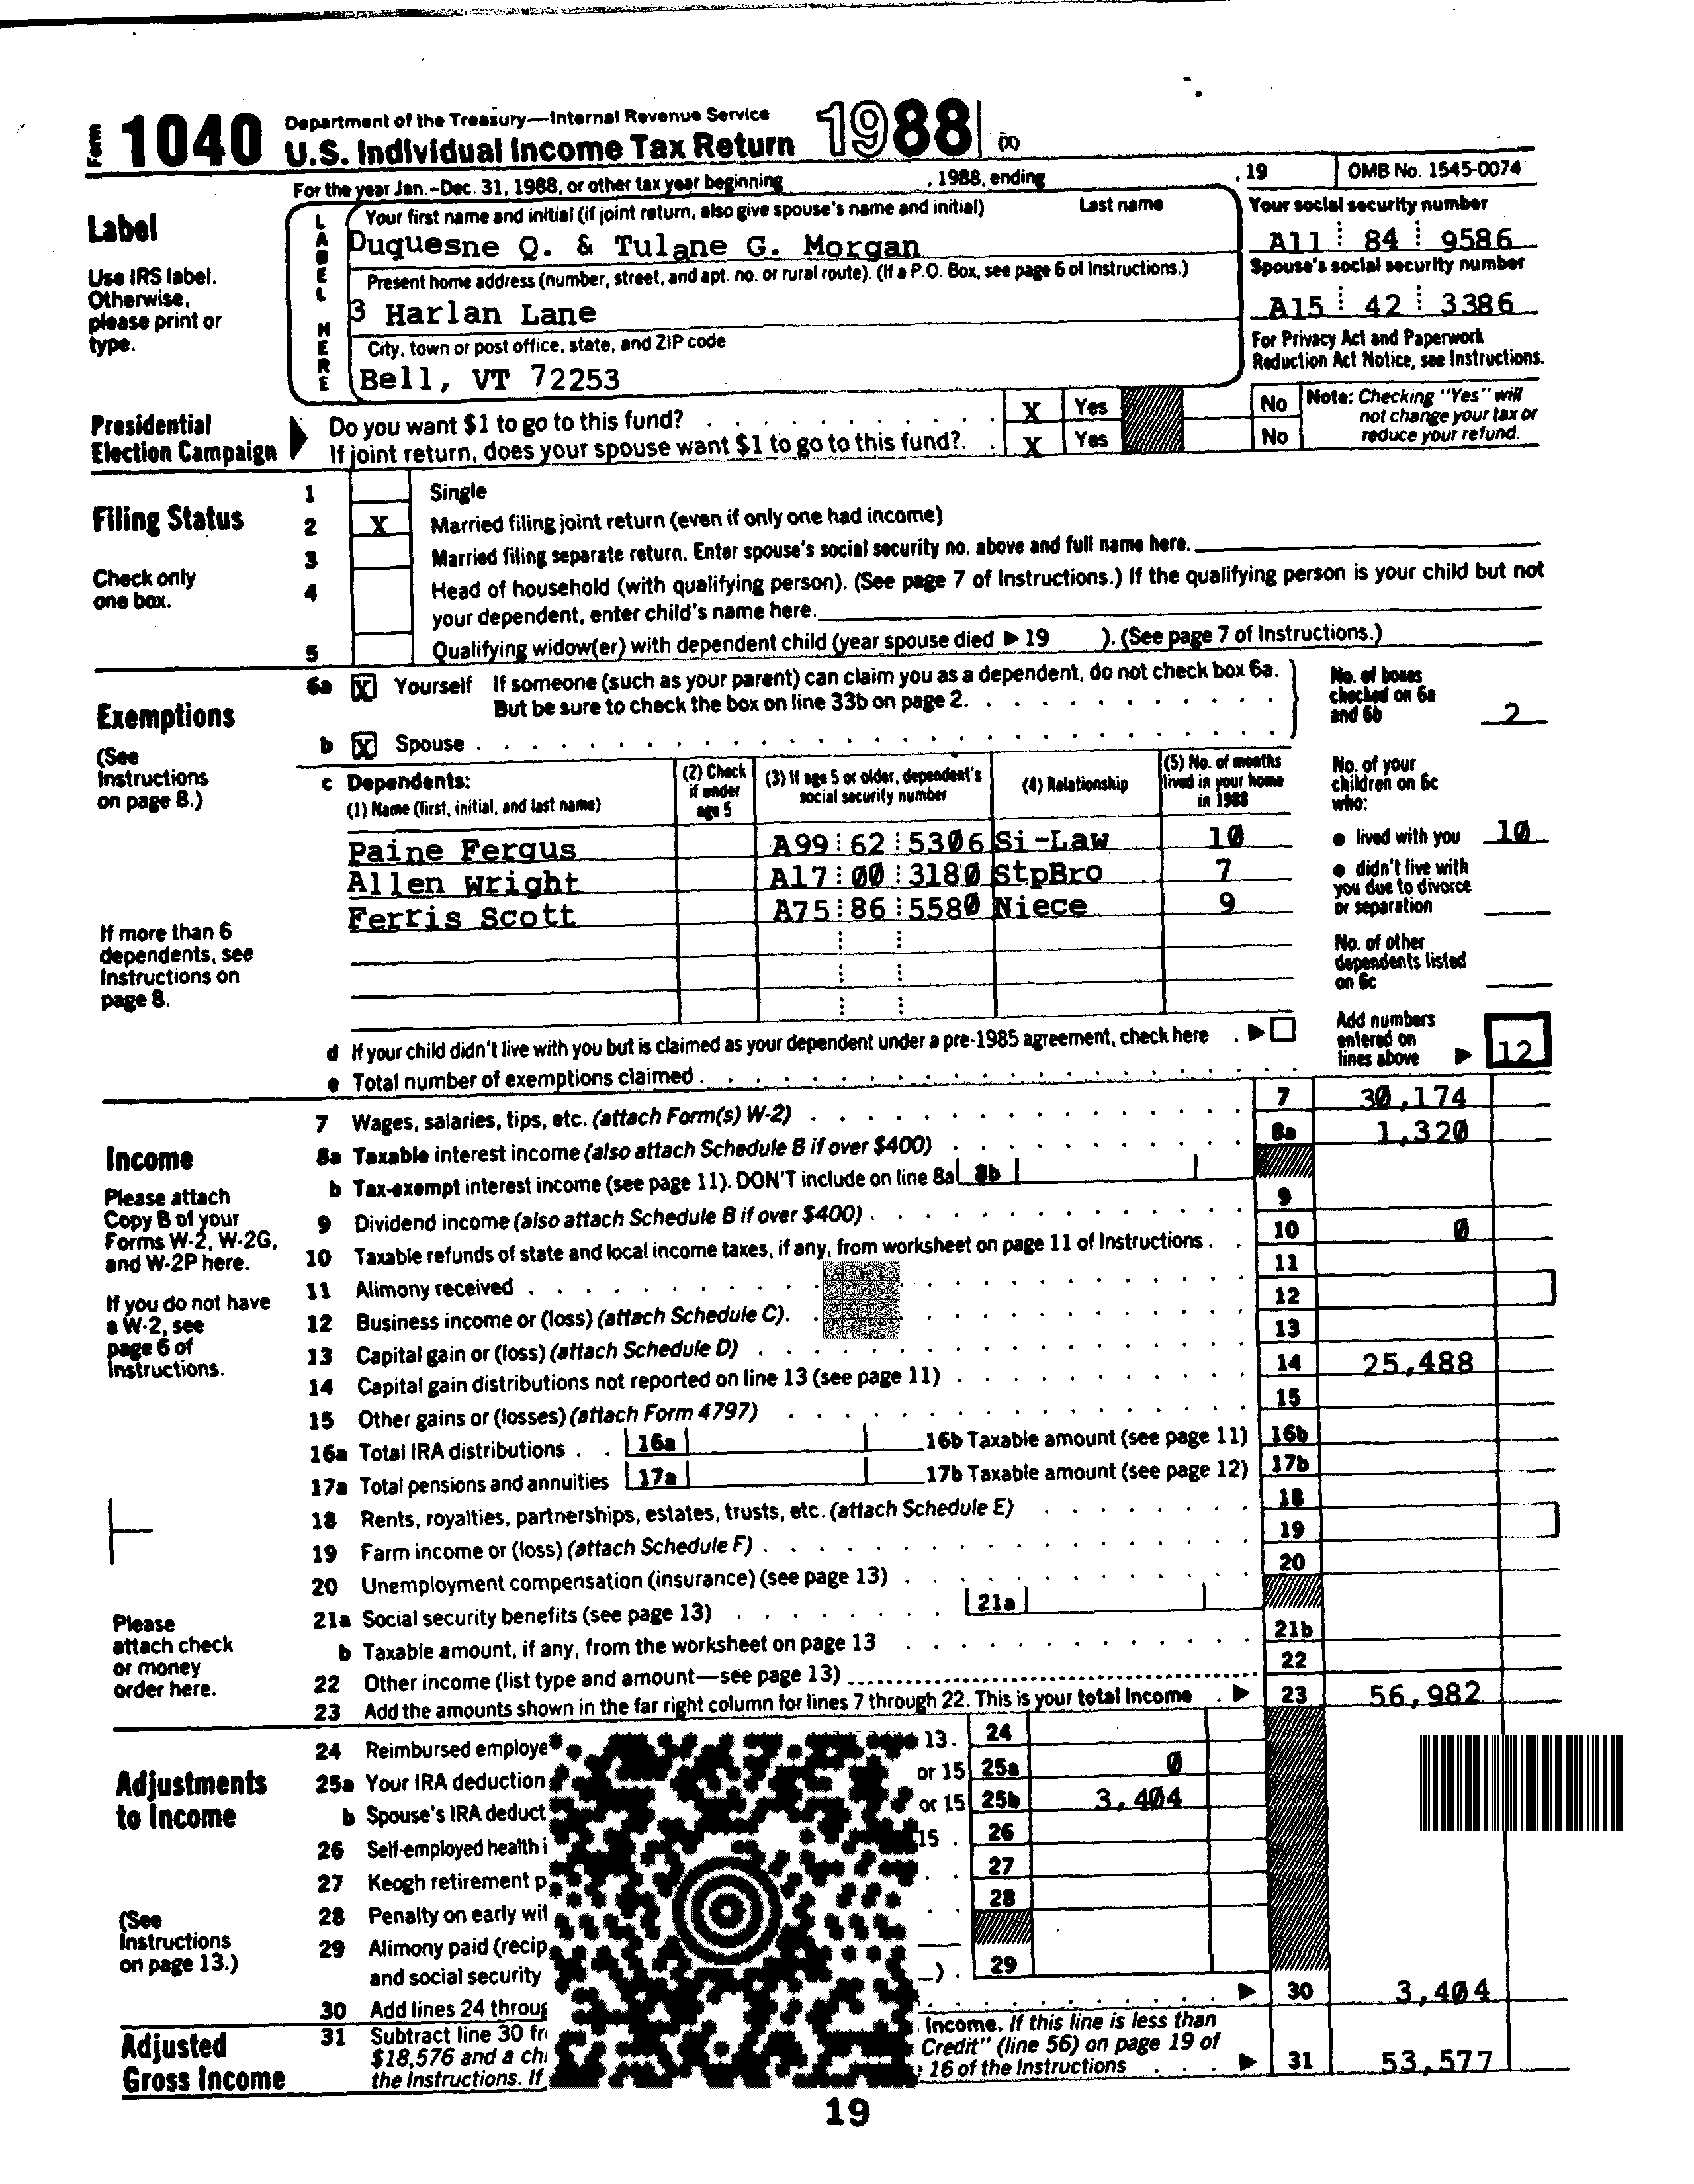 Form 1040 Department of the Treasury—Internal Revenue Service
U.S. Individual Income Tax Return 1988 (X)
For the year Jan.-Dec. 31, 1988, or other tax year beginning , 1988, ending , 19 OMB No. 1545-0074
Label
Use IRS label.
Otherwise,
please print or
type.
LABEL HERE
Your first name and initial (if joint return, also give spouse's name and initial) Last name
Duquesne Q. & Tulane G. Morgan
Present home address (number, street, and apt. no. or rural route). (If a P.O. Box, see page 6 of Instructions.)
3 Harlan Lane
City, town or post office, state, and ZIP code
Bell, VT 72253
Your social security number
A11 84 9586
Spouse's social security number
A15 42 3386
For Privacy Act and Paperwork
Reduction Act Notice, see Instructions.
Presidential
Election Campaign
Do you want $1 to go to this fund? X Yes No
If joint return, does your spouse want $1 to go to this fund?. X Yes No
Note: Checking "Yes" will
not change your tax or
reduce your refund.
Filing Status
Check only
one box.
1 Single
2 X Married filing joint return (even if only one had income)
3 Married filing separate return. Enter spouse's social security no. above and full name here.
4 Head of household (with qualifying person). (See page 7 of Instructions.) If the qualifying person is your child but not
your dependent, enter child's name here.
5 Qualifying widow(er) with dependent child (year spouse died ▶ 19 ). (See page 7 of Instructions.)
Exemptions
(See
Instructions
on page 8.)
If more than 6
dependents, see
Instructions on
page 8.
6a X Yourself If someone (such as your parent) can claim you as a dependent, do not check box 6a.
But be sure to check the box on line 33b on page 2.
b X Spouse
No. of boxes
checked on 6a
and 6b 2
c Dependents:
(1) Name (first, initial, and last name)
(2) Check
if under
age 5
(3) If age 5 or older, dependent's
social security number
(4) Relationship
(5) No. of months
lived in your home
in 1988
Paine Fergus A99 62 5306 Si-Law 10
Allen Wright A17 00 3180 StpBro 7
Ferris Scott A75 86 5580 Niece 9
No. of your
children on 6c
who:
● lived with you 10
● didn't live with
you due to divorce
or separation
No. of other
dependents listed
on 6c
d If your child didn't live with you but is claimed as your dependent under a pre-1985 agreement, check here ▶
e Total number of exemptions claimed
Add numbers
entered on
lines above ▶ 12
Income
Please attach
Copy B of your
Forms W-2, W-2G,
and W-2P here.
If you do not have
a W-2, see
page 6 of
Instructions.
Please
attach check
or money
order here.
7 Wages, salaries, tips, etc. (attach Form(s) W-2) 7 30,174
8a Taxable interest income (also attach Schedule B if over $400) 8a 1,320
b Tax-exempt interest income (see page 11). DON'T include on line 8a 8b
9 Dividend income (also attach Schedule B if over $400) 9
10 Taxable refunds of state and local income taxes, if any, from worksheet on page 11 of Instructions 10 0
11 Alimony received 11
12 Business income or (loss) (attach Schedule C) 12
13 Capital gain or (loss) (attach Schedule D) 13
14 Capital gain distributions not reported on line 13 (see page 11) 14 25,488
15 Other gains or (losses) (attach Form 4797) 15
16a Total IRA distributions 16a 16b Taxable amount (see page 11) 16b
17a Total pensions and annuities 17a 17b Taxable amount (see page 12) 17b
18 Rents, royalties, partnerships, estates, trusts, etc. (attach Schedule E) 18
19 Farm income or (loss) (attach Schedule F) 19
20 Unemployment compensation (insurance) (see page 13) 20
21a Social security benefits (see page 13) 21a
b Taxable amount, if any, from the worksheet on page 13 21b
22 Other income (list type and amount—see page 13) 22
23 Add the amounts shown in the far right column for lines 7 through 22. This is your total income ▶ 23 56,982
Adjustments
to Income
(See
Instructions
on page 13.)
24 Reimbursed employe 13. 24
25a Your IRA deduction or 15 25a 0
b Spouse's IRA deduct or 15 25b 3,404
26 Self-employed health i 15 . 26
27 Keogh retirement p 27
28 Penalty on early wit 28
29 Alimony paid (recip
and social security ). 29
30 Add lines 24 throug ▶ 30 3,404
Adjusted
Gross Income
31 Subtract line 30 fr Income. If this line is less than
$18,576 and a chi Credit" (line 56) on page 19 of
the Instructions. If 16 of the Instructions ▶ 31 53,577
19